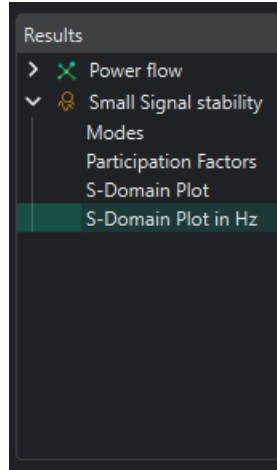 Results
Power flow
Small Signal stability
Modes
Participation Factors
S-Domain Plot
S-Domain Plot in Hz